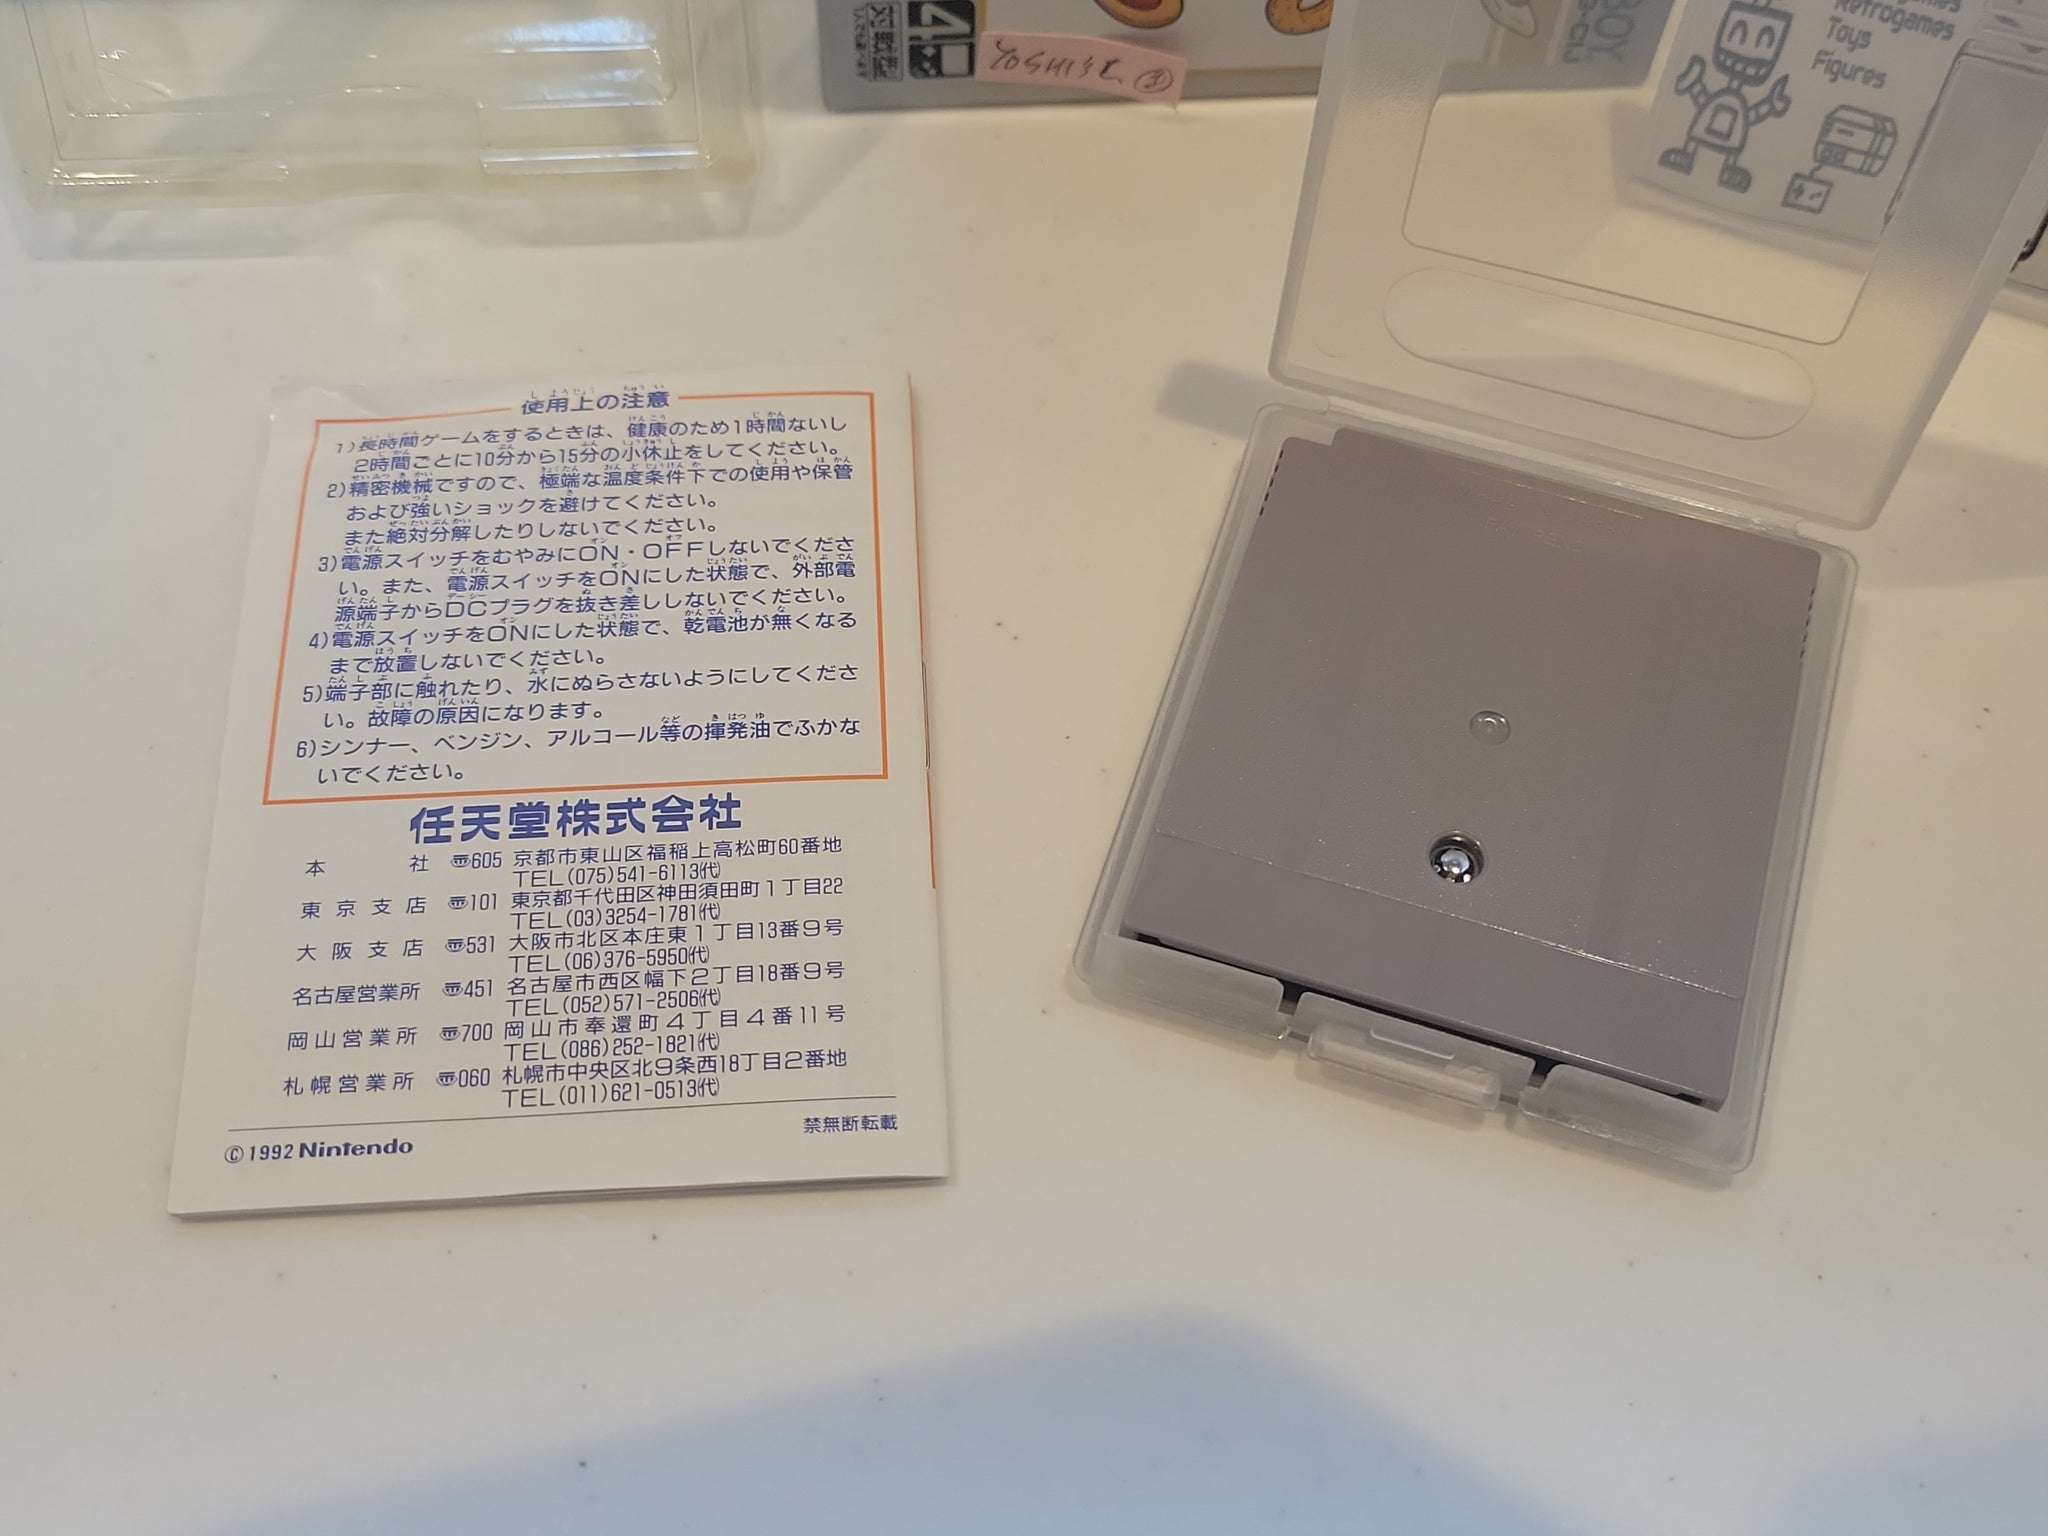 Retrogames
Toys
Figures
BOY
使用上の注意
1)長時間ゲームをするときは、健康のため1時間ないし
2時間ごとに10分から15分の小休止をしてください。
2)精密機械ですので、極端な温度条件下での使用や保管
および強いショックを避けてください。
また絶対分解したりしないでください。
3)電源スイッチをむやみにON・OFFしないでくださ
い。また、電源スイッチをONにした状態で、外部電
源端子からDCプラグを抜き差ししないでください。
4)電源スイッチをONにした状態で、乾電池が無くなる
まで放置しないでください。
5)端子部に触れたり、水にぬらさないようにしてくださ
い。故障の原因になります。
6)シンナー、ベンジン、アルコール等の揮発油でふかな
いでください。
任天堂株式会社
本社 〠605 京都市東山区福稲上高松町60番地
TEL(075)541-6113(代)
東京支店 〠101 東京都千代田区神田須田町1丁目22
TEL(03)3254-1781(代)
大阪支店 〠531 大阪市北区本庄東1丁目13番9号
TEL(06)376-5950(代)
名古屋営業所 〠451 名古屋市西区幅下2丁目18番9号
TEL(052)571-2506(代)
岡山営業所 〠700 岡山市奉還町4丁目4番11号
TEL(086)252-1821(代)
札幌営業所 〠060 札幌市中央区北9条西18丁目2番地
TEL(011)621-0513(代)
禁無断転載
©1992 Nintendo